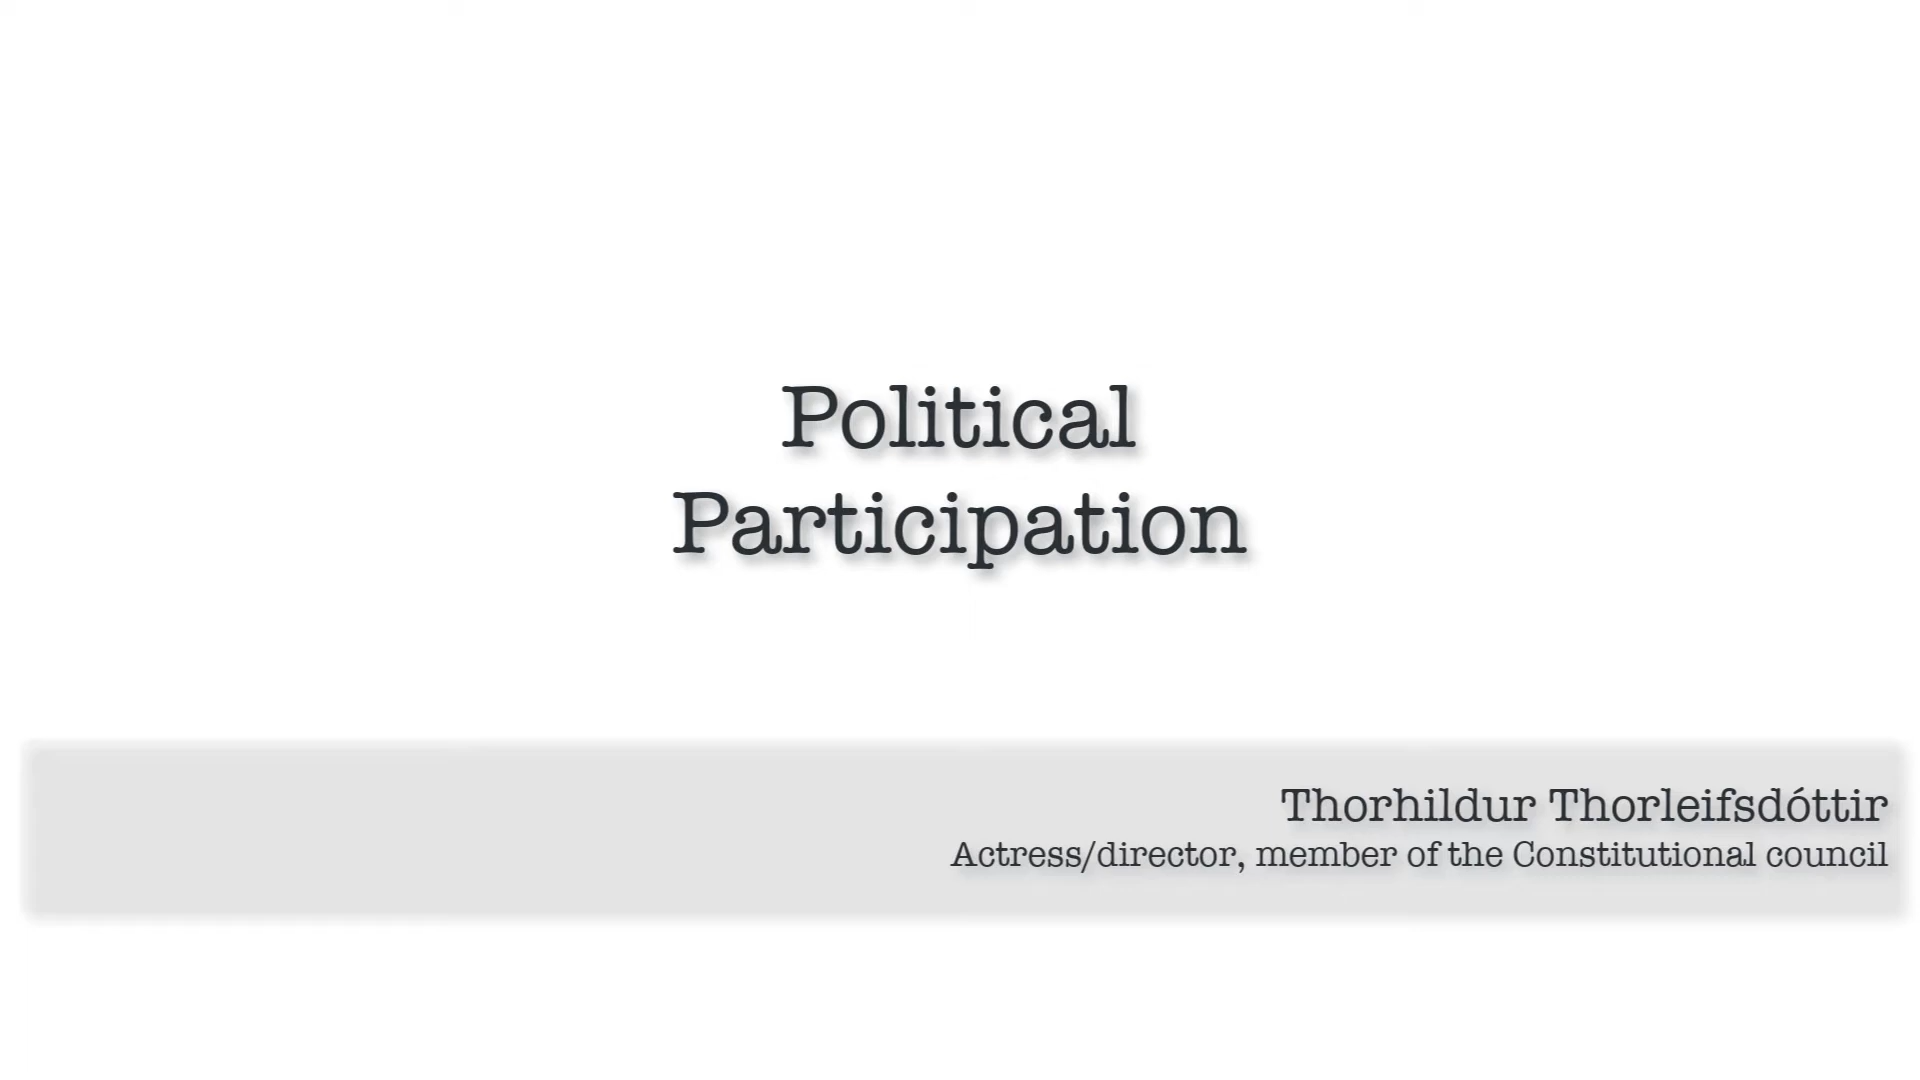 Political
Participation
Thorhildur Thorleifsdóttir
Actress/director, member of the Constitutional council